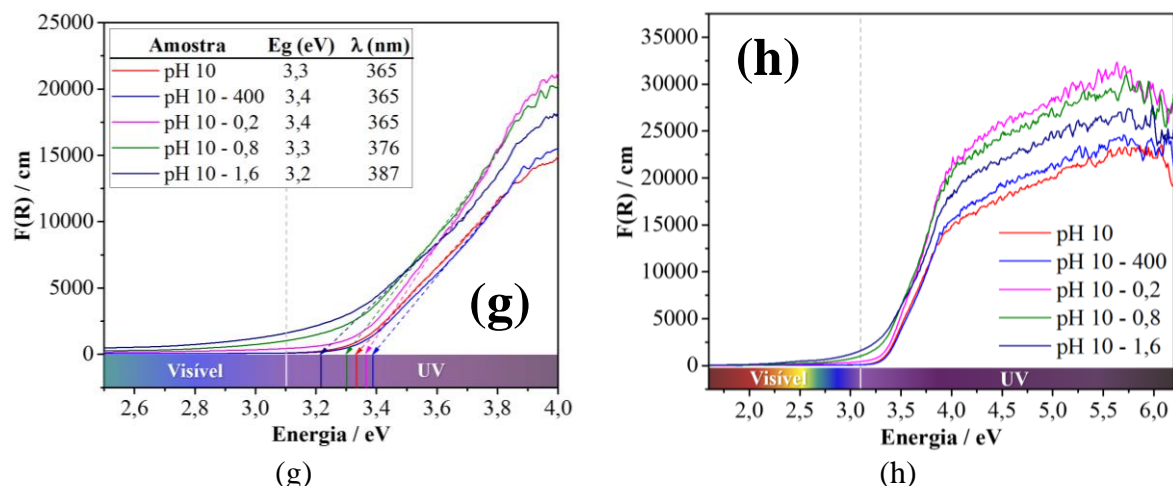 25000
20000
15000
10000
5000
0
F(R) / cm
Amostra Eg (eV) λ (nm)
pH 10 3,3 365
pH 10 - 400 3,4 365
pH 10 - 0,2 3,4 365
pH 10 - 0,8 3,3 376
pH 10 - 1,6 3,2 387
(g)
Visível UV
2,6 2,8 3,0 3,2 3,4 3,6 3,8 4,0
Energia / eV
(g)
35000
30000
25000
20000
15000
10000
5000
0
F(R) / cm
(h)
pH 10
pH 10 - 400
pH 10 - 0,2
pH 10 - 0,8
pH 10 - 1,6
Visível UV
2,0 2,5 3,0 3,5 4,0 4,5 5,0 5,5 6,0
Energia / eV
(h)